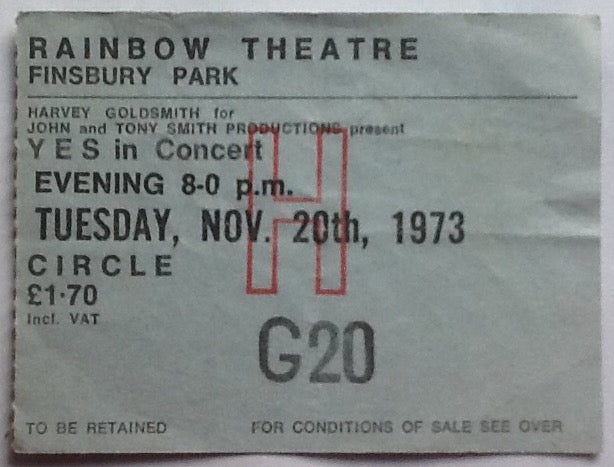 RAINBOW THEATRE
FINSBURY PARK
HARVEY GOLDSMITH for
JOHN and TONY SMITH PRODUCTIONS present
YES in Concert
EVENING 8-0 p.m.
H
TUESDAY, NOV. 20th, 1973
CIRCLE
£1·70
Incl. VAT
G20
TO BE RETAINED FOR CONDITIONS OF SALE SEE OVER